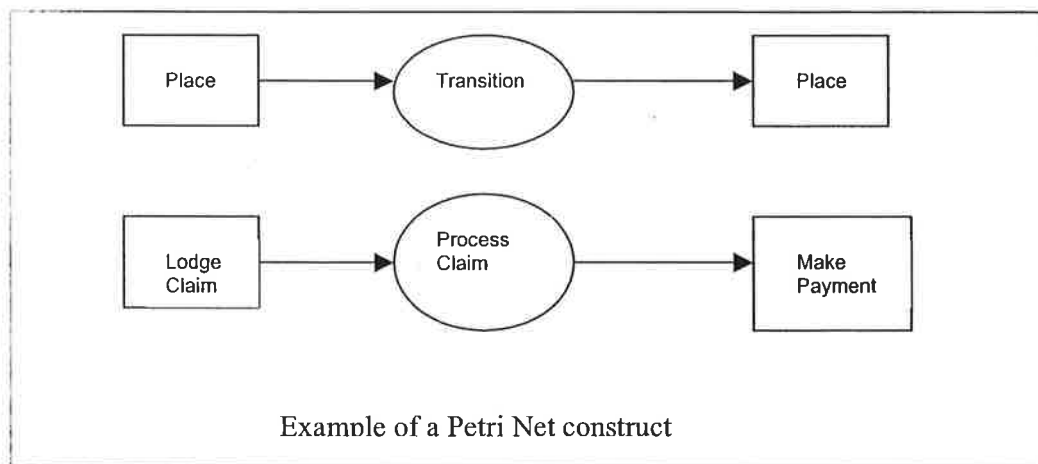 Place
Transition
Place
Lodge
Claim
Process
Claim
Make
Payment
Example of a Petri Net construct